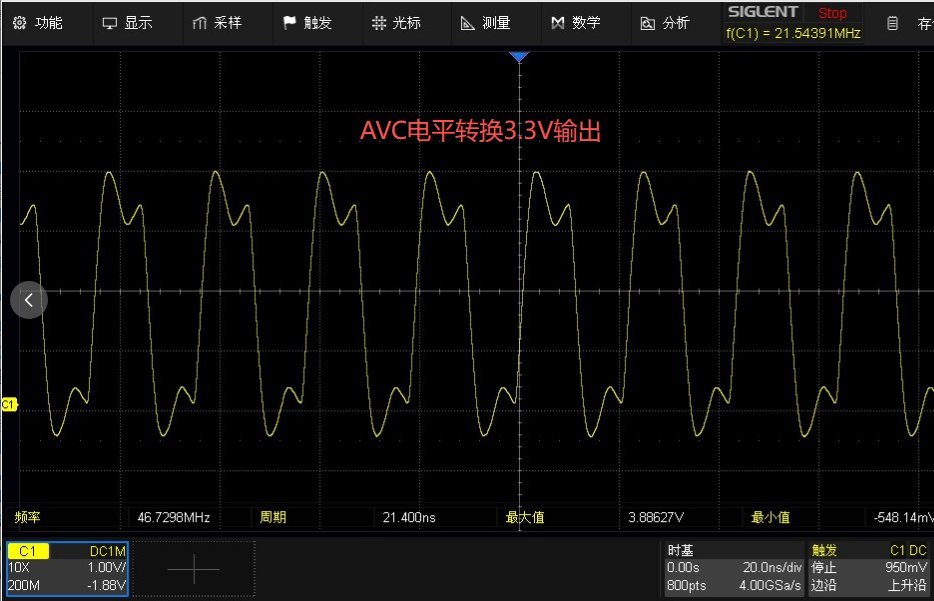 功能 显示 采样 触发 光标 测量 数学 分析 SIGLENT Stop 存
f(C1) = 21.54391MHz
AVC电平转换3.3V输出
C1
频率 46.7298MHz 周期 21.400ns 最大值 3.88627V 最小值 -548.14mV
C1 DC1M
10X 1.00V/
200M -1.88V
时基
0.00s 20.0ns/div
800pts 4.00GSa/s
触发 C1 DC
停止 950mV
边沿 上升沿